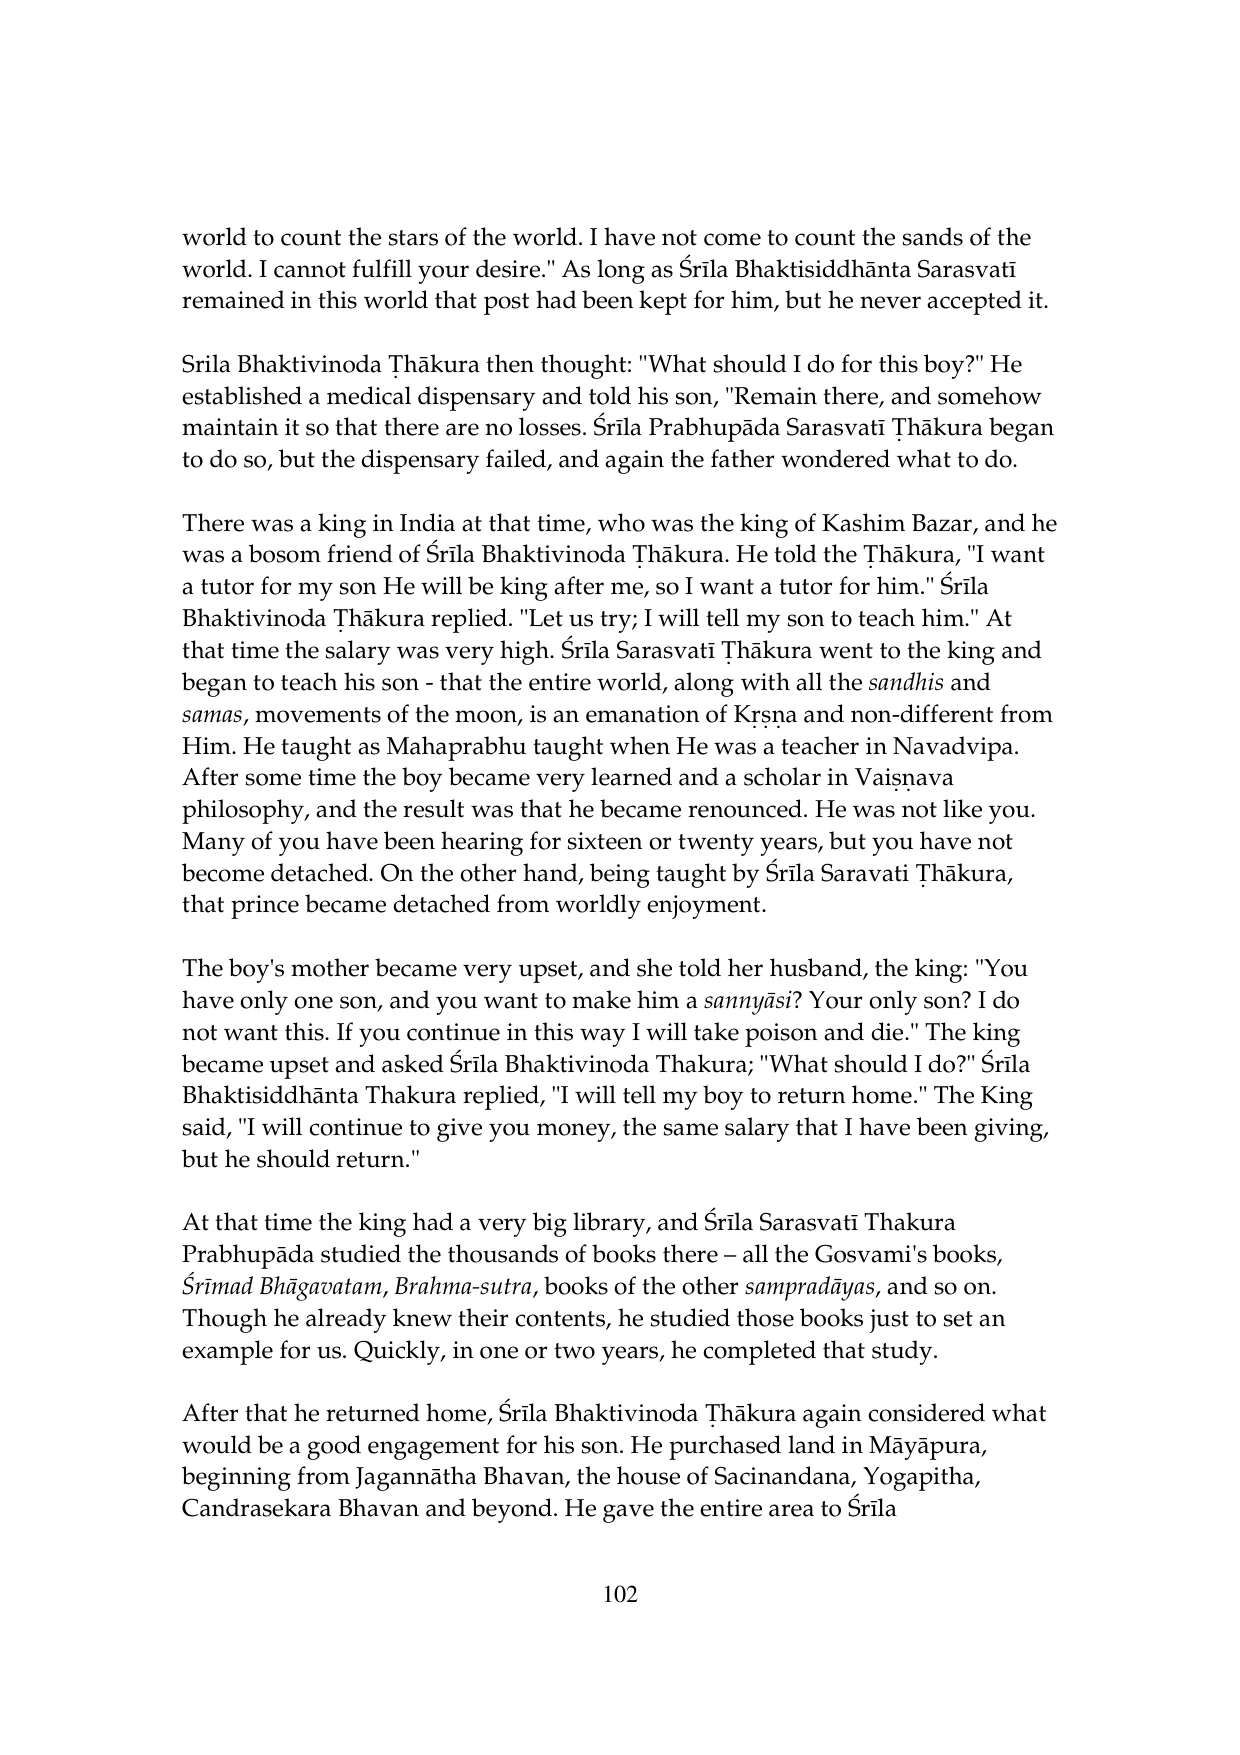 world to count the stars of the world. I have not come to count the sands of the
world. I cannot fulfill your desire." As long as Śrīla Bhaktisiddhānta Sarasvatī
remained in this world that post had been kept for him, but he never accepted it.
Srila Bhaktivinoda Ṭhākura then thought: "What should I do for this boy?" He
established a medical dispensary and told his son, "Remain there, and somehow
maintain it so that there are no losses. Śrīla Prabhupāda Sarasvatī Ṭhākura began
to do so, but the dispensary failed, and again the father wondered what to do.
There was a king in India at that time, who was the king of Kashim Bazar, and he
was a bosom friend of Śrīla Bhaktivinoda Ṭhākura. He told the Ṭhākura, "I want
a tutor for my son He will be king after me, so I want a tutor for him." Śrīla
Bhaktivinoda Ṭhākura replied. "Let us try; I will tell my son to teach him." At
that time the salary was very high. Śrīla Sarasvatī Ṭhākura went to the king and
began to teach his son - that the entire world, along with all the sandhis and
samas, movements of the moon, is an emanation of Kṛṣṇa and non-different from
Him. He taught as Mahaprabhu taught when He was a teacher in Navadvipa.
After some time the boy became very learned and a scholar in Vaiṣṇava
philosophy, and the result was that he became renounced. He was not like you.
Many of you have been hearing for sixteen or twenty years, but you have not
become detached. On the other hand, being taught by Śrīla Saravati Ṭhākura,
that prince became detached from worldly enjoyment.
The boy's mother became very upset, and she told her husband, the king: "You
have only one son, and you want to make him a sannyāsi? Your only son? I do
not want this. If you continue in this way I will take poison and die." The king
became upset and asked Śrīla Bhaktivinoda Thakura; "What should I do?" Śrīla
Bhaktisiddhānta Thakura replied, "I will tell my boy to return home." The King
said, "I will continue to give you money, the same salary that I have been giving,
but he should return."
At that time the king had a very big library, and Śrīla Sarasvatī Thakura
Prabhupāda studied the thousands of books there – all the Gosvami's books,
Śrīmad Bhāgavatam, Brahma-sutra, books of the other sampradāyas, and so on.
Though he already knew their contents, he studied those books just to set an
example for us. Quickly, in one or two years, he completed that study.
After that he returned home, Śrīla Bhaktivinoda Ṭhākura again considered what
would be a good engagement for his son. He purchased land in Māyāpura,
beginning from Jagannātha Bhavan, the house of Sacinandana, Yogapitha,
Candrasekara Bhavan and beyond. He gave the entire area to Śrīla
102